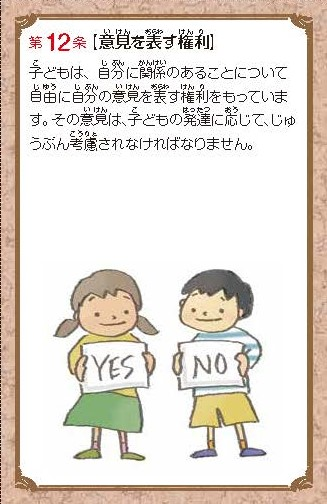 第12条【意見を表す権利】
子どもは、自分に関係のあることについて
自由に自分の意見を表す権利をもっていま
す。その意見は、子どもの発達に応じて、じゅ
うぶん考慮されなければなりません。
YES
NO